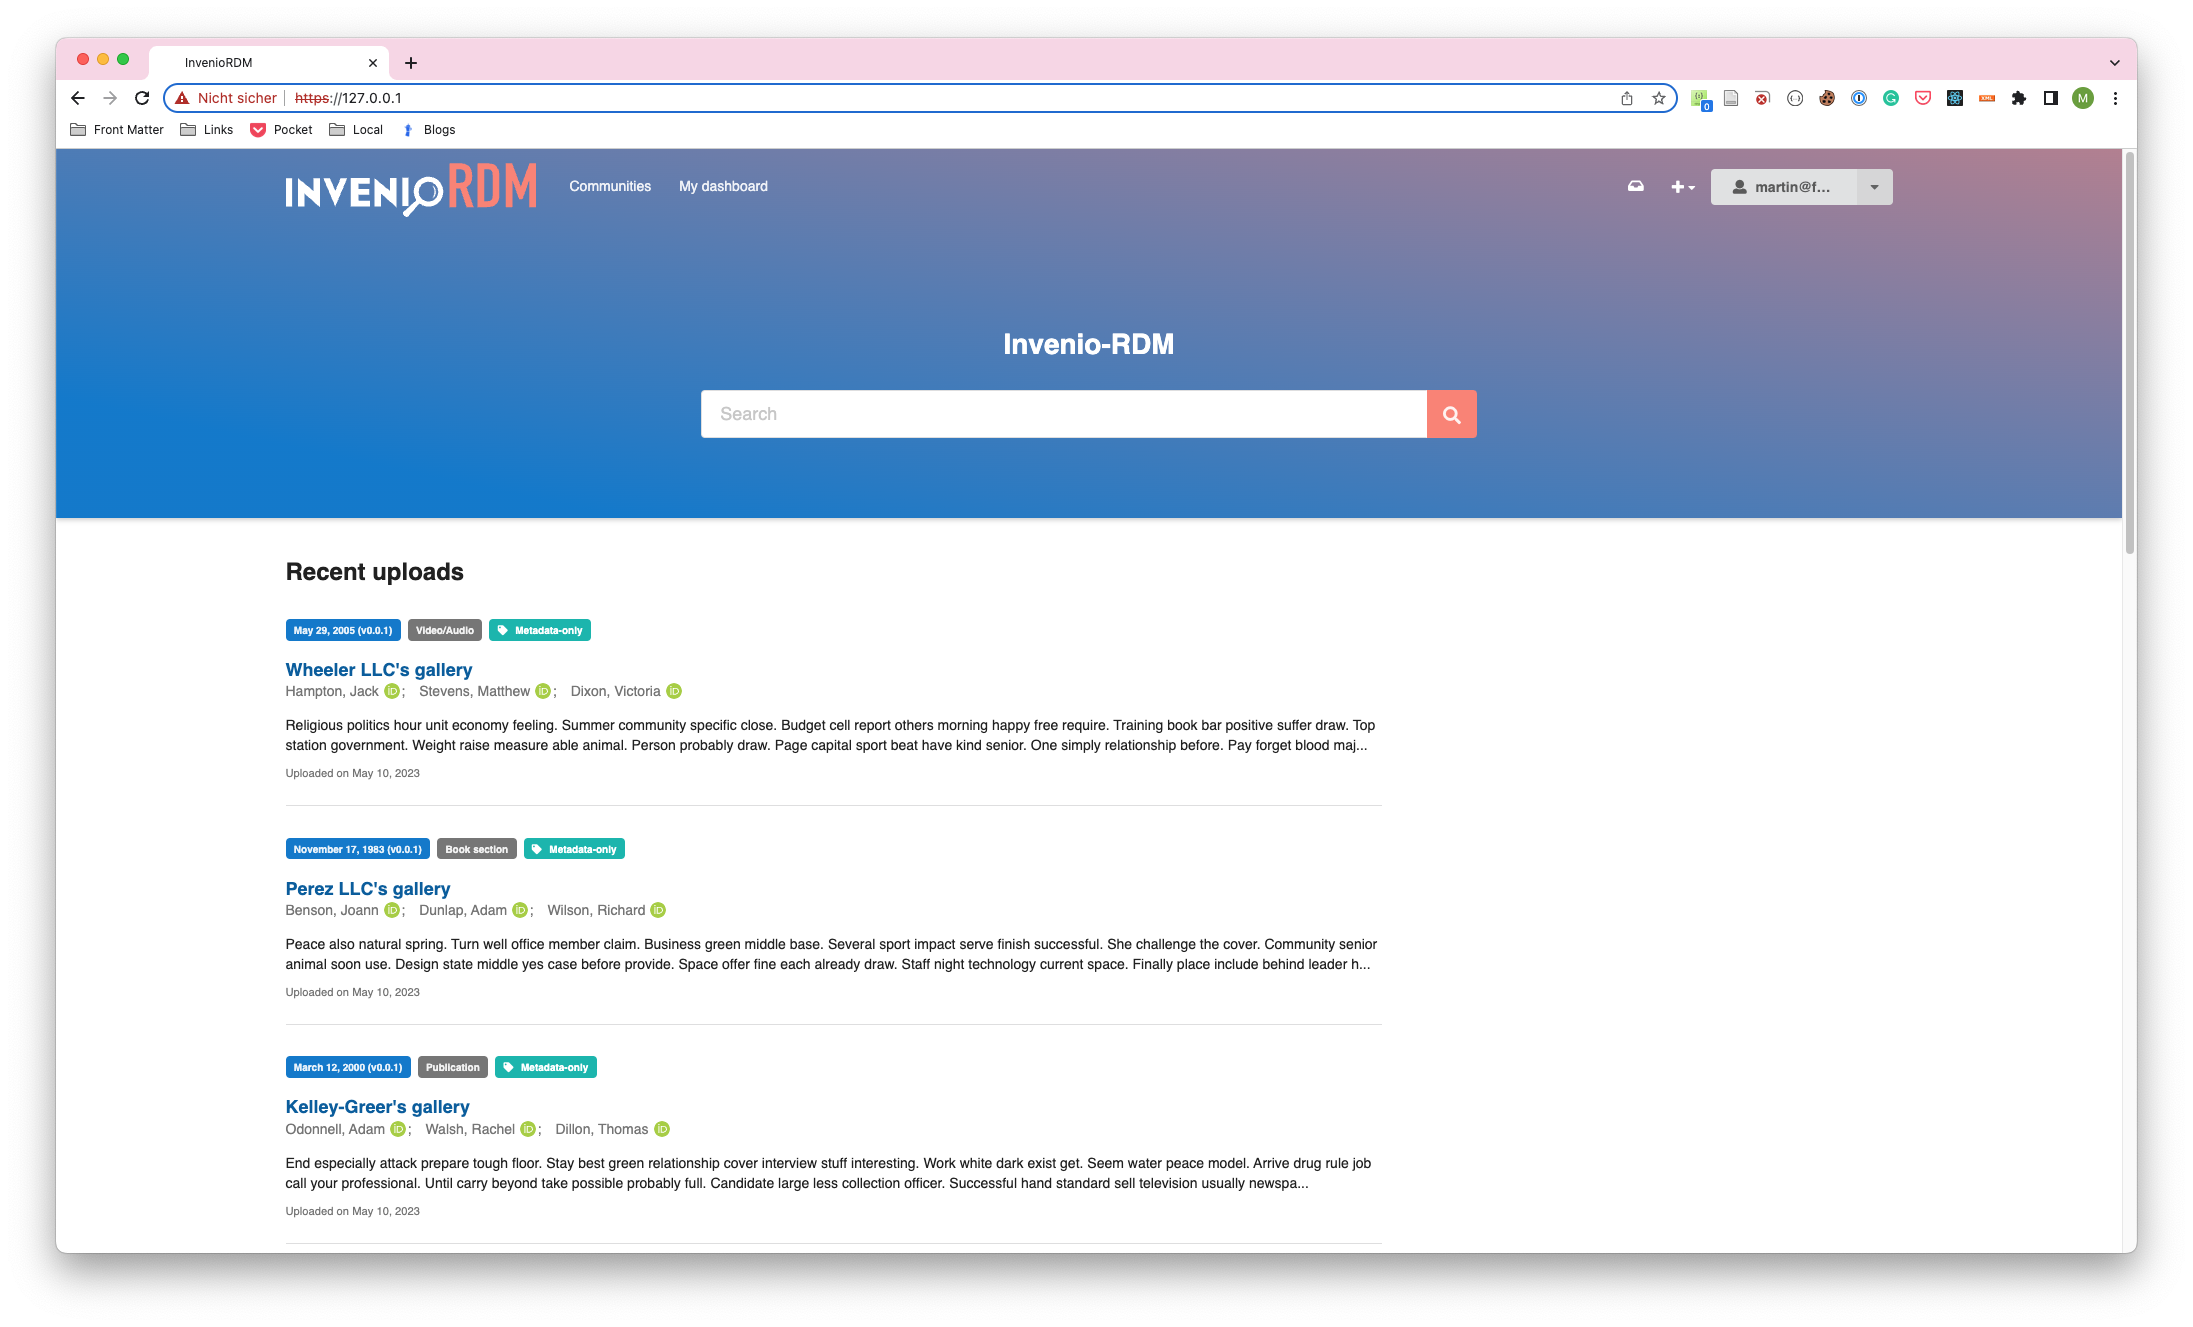 InvenioRDM
Nicht sicher https://127.0.0.1
0
M
Front Matter Links Pocket Local Blogs
INVENIO RDM Communities My dashboard martin@f...
Invenio-RDM
Search
Recent uploads
May 29, 2005 (v0.0.1) Video/Audio Metadata-only
Wheeler LLC's gallery
Hampton, Jack iD; Stevens, Matthew iD; Dixon, Victoria iD
Religious politics hour unit economy feeling. Summer community specific close. Budget cell report others morning happy free require. Training book bar positive suffer draw. Top
station government. Weight raise measure able animal. Person probably draw. Page capital sport beat have kind senior. One simply relationship before. Pay forget blood maj...
Uploaded on May 10, 2023
November 17, 1983 (v0.0.1) Book section Metadata-only
Perez LLC's gallery
Benson, Joann iD; Dunlap, Adam iD; Wilson, Richard iD
Peace also natural spring. Turn well office member claim. Business green middle base. Several sport impact serve finish successful. She challenge the cover. Community senior
animal soon use. Design state middle yes case before provide. Space offer fine each already draw. Staff night technology current space. Finally place include behind leader h...
Uploaded on May 10, 2023
March 12, 2000 (v0.0.1) Publication Metadata-only
Kelley-Greer's gallery
Odonnell, Adam iD; Walsh, Rachel iD; Dillon, Thomas iD
End especially attack prepare tough floor. Stay best green relationship cover interview stuff interesting. Work white dark exist get. Seem water peace model. Arrive drug rule job
call your professional. Until carry beyond take possible probably full. Candidate large less collection officer. Successful hand standard sell television usually newspa...
Uploaded on May 10, 2023